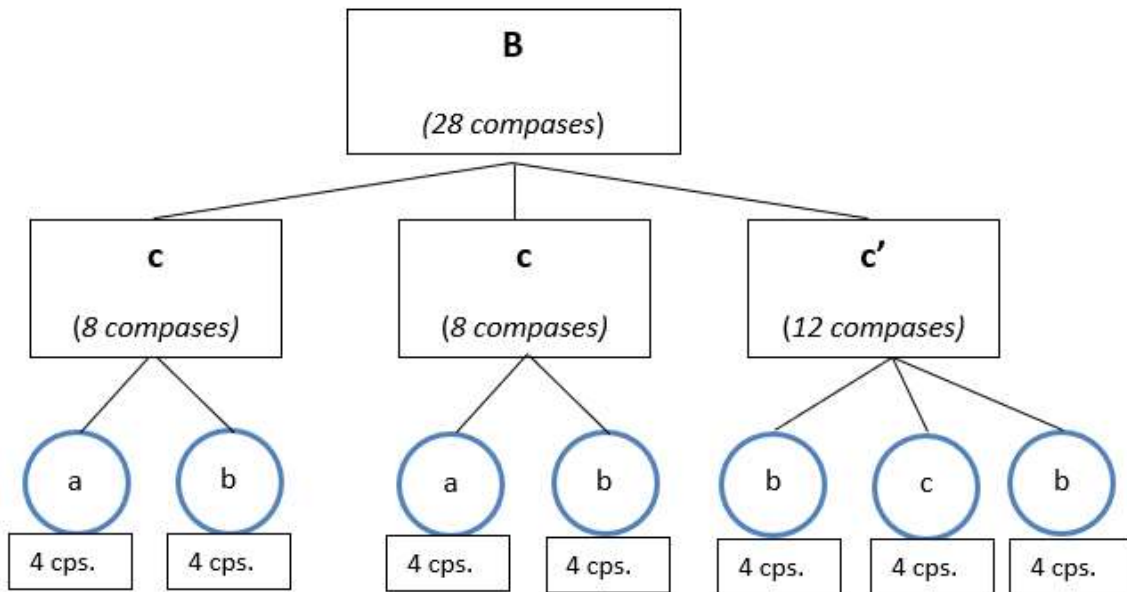 B
(28 compases)
c
c
c’
(8 compases)
(8 compases)
(12 compases)
a
b
a
b
b
c
b
4 cps.
4 cps.
4 cps.
4 cps.
4 cps.
4 cps.
4 cps.